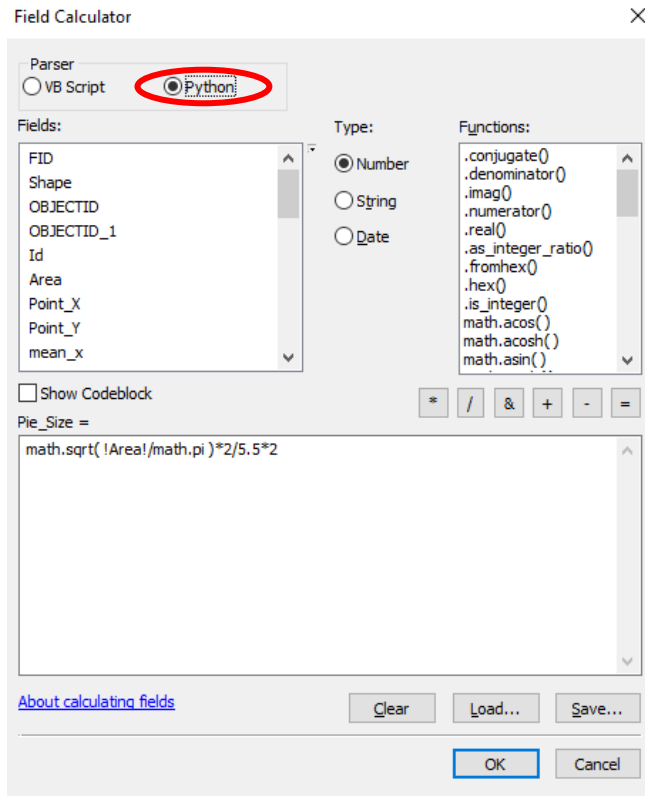 Field Calculator
Parser
VB Script
Python
Fields:
Type:
Functions:
FID
Shape
OBJECTID
OBJECTID_1
Id
Area
Point_X
Point_Y
mean_x
Number
String
Date
.conjugate()
.denominator()
.imag()
.numerator()
.real()
.as_integer_ratio()
.fromhex()
.hex()
.is_integer()
math.acos( )
math.acosh( )
math.asin( )
Show Codeblock
* / & + - =
Pie_Size =
math.sqrt( !Area!/math.pi )*2/5.5*2
About calculating fields
Clear
Load...
Save...
OK
Cancel